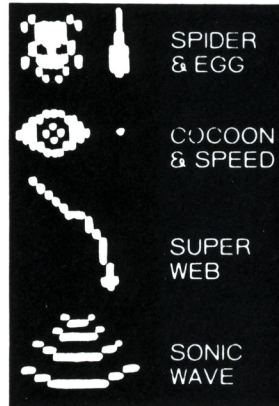 SPIDER
& EGG
COCOON
& SPEED
SUPER
WEB
SONIC
WAVE